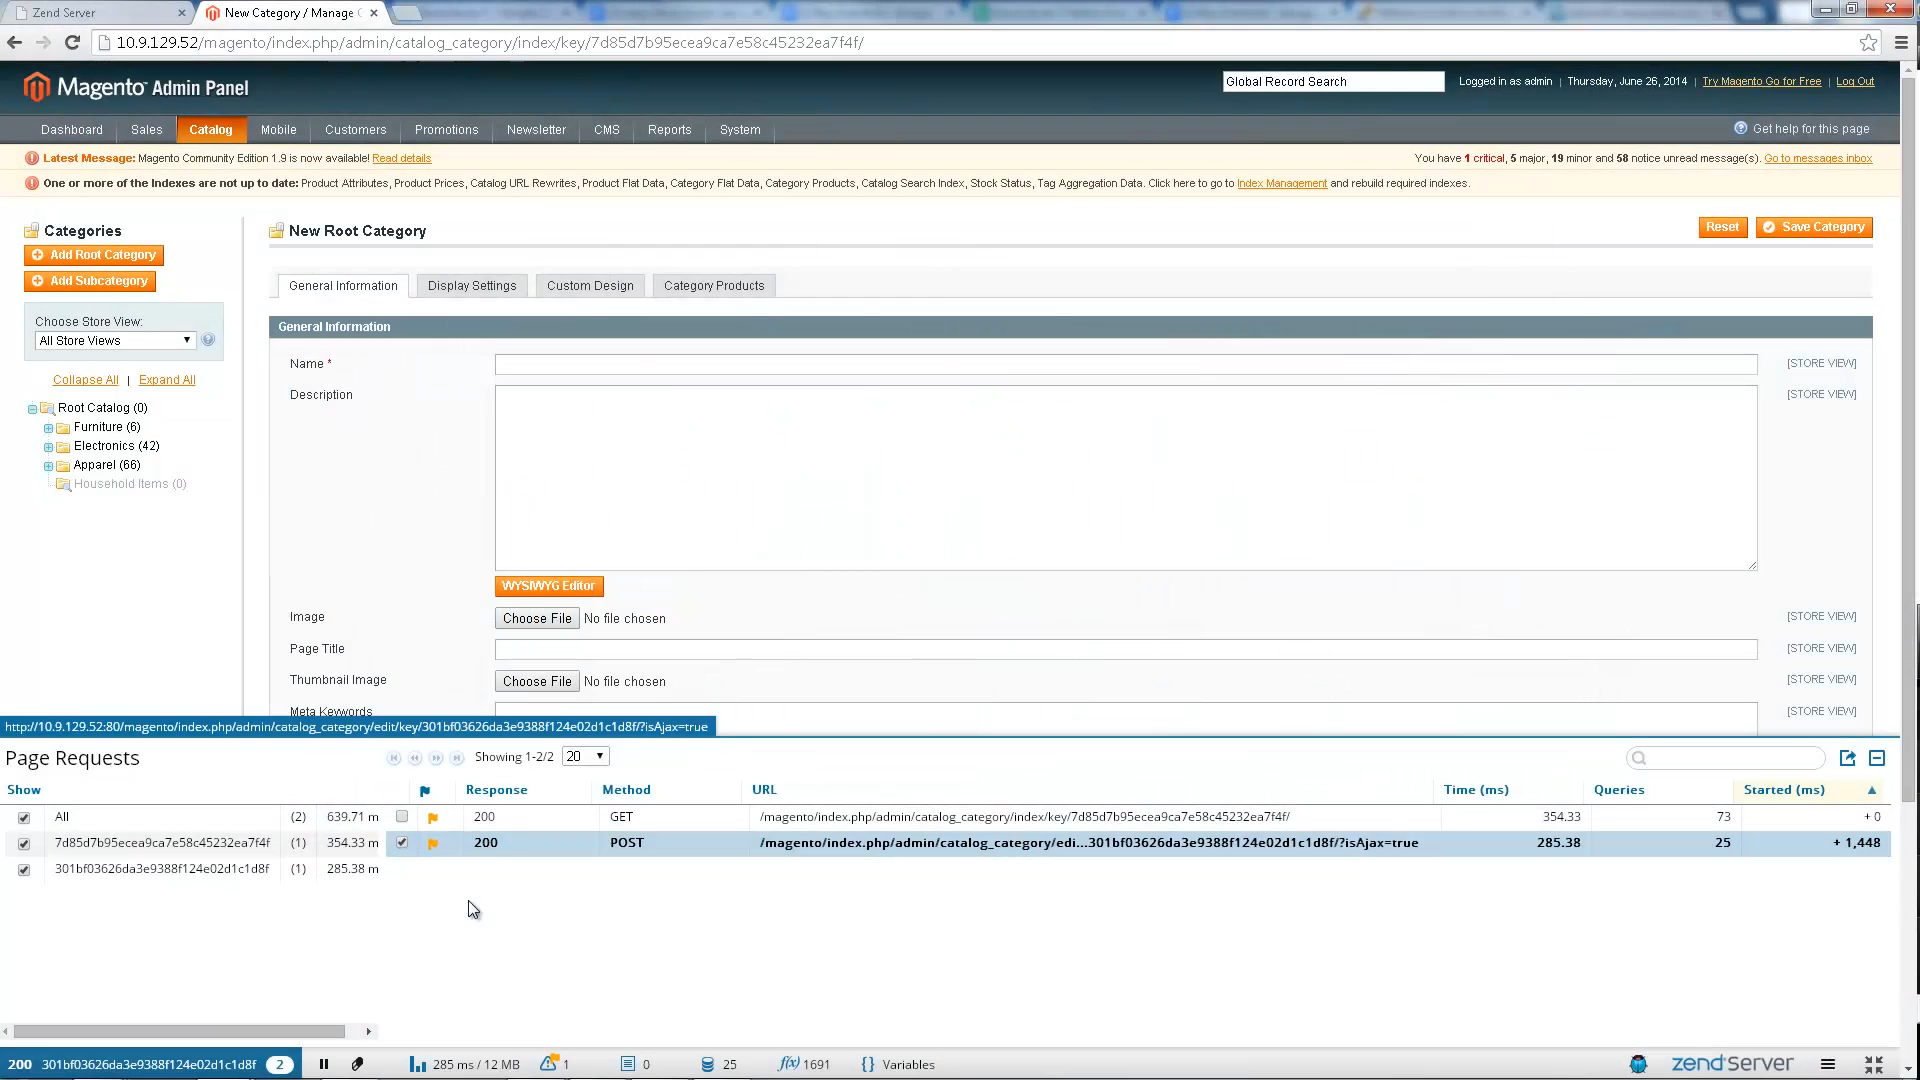 Zend Server
New Category / Manage C
10.9.129.52/magento/index.php/admin/catalog_category/index/key/7d85d7b95ecea9ca7e58c45232ea7f4f/
Magento Admin Panel
Global Record Search
Logged in as admin | Thursday, June 26, 2014 | Try Magento Go for Free | Log Out
Dashboard Sales Catalog Mobile Customers Promotions Newsletter CMS Reports System
Get help for this page
Latest Message: Magento Community Edition 1.9 is now available! Read details
You have 1 critical, 5 major, 19 minor and 58 notice unread message(s). Go to messages inbox
One or more of the Indexes are not up to date: Product Attributes, Product Prices, Catalog URL Rewrites, Product Flat Data, Category Flat Data, Category Products, Catalog Search Index, Stock Status, Tag Aggregation Data. Click here to go to Index Management and rebuild required indexes.
Categories
Add Root Category
Add Subcategory
Choose Store View:
All Store Views
Collapse All | Expand All
Root Catalog (0)
Furniture (6)
Electronics (42)
Apparel (66)
Household Items (0)
New Root Category
Reset
Save Category
General Information Display Settings Custom Design Category Products
General Information
Name * [STORE VIEW]
Description [STORE VIEW]
WYSIWYG Editor
Image Choose File No file chosen [STORE VIEW]
Page Title [STORE VIEW]
Thumbnail Image Choose File No file chosen [STORE VIEW]
Meta Keywords [STORE VIEW]
http://10.9.129.52:80/magento/index.php/admin/catalog_category/edit/key/301bf03626da3e9388f124e02d1c1d8f/?isAjax=true
Page Requests Showing 1-2/2 20
Show Response Method URL Time (ms) Queries Started (ms)
All (2) 639.71 m 200 GET /magento/index.php/admin/catalog_category/index/key/7d85d7b95ecea9ca7e58c45232ea7f4f/ 354.33 73 + 0
7d85d7b95ecea9ca7e58c45232ea7f4f (1) 354.33 m 200 POST /magento/index.php/admin/catalog_category/edi...301bf03626da3e9388f124e02d1c1d8f/?isAjax=true 285.38 25 + 1,448
301bf03626da3e9388f124e02d1c1d8f (1) 285.38 m
200 301bf03626da3e9388f124e02d1c1d8f 2 285 ms / 12 MB 1 0 25 f(x) 1691 {} Variables zendServer